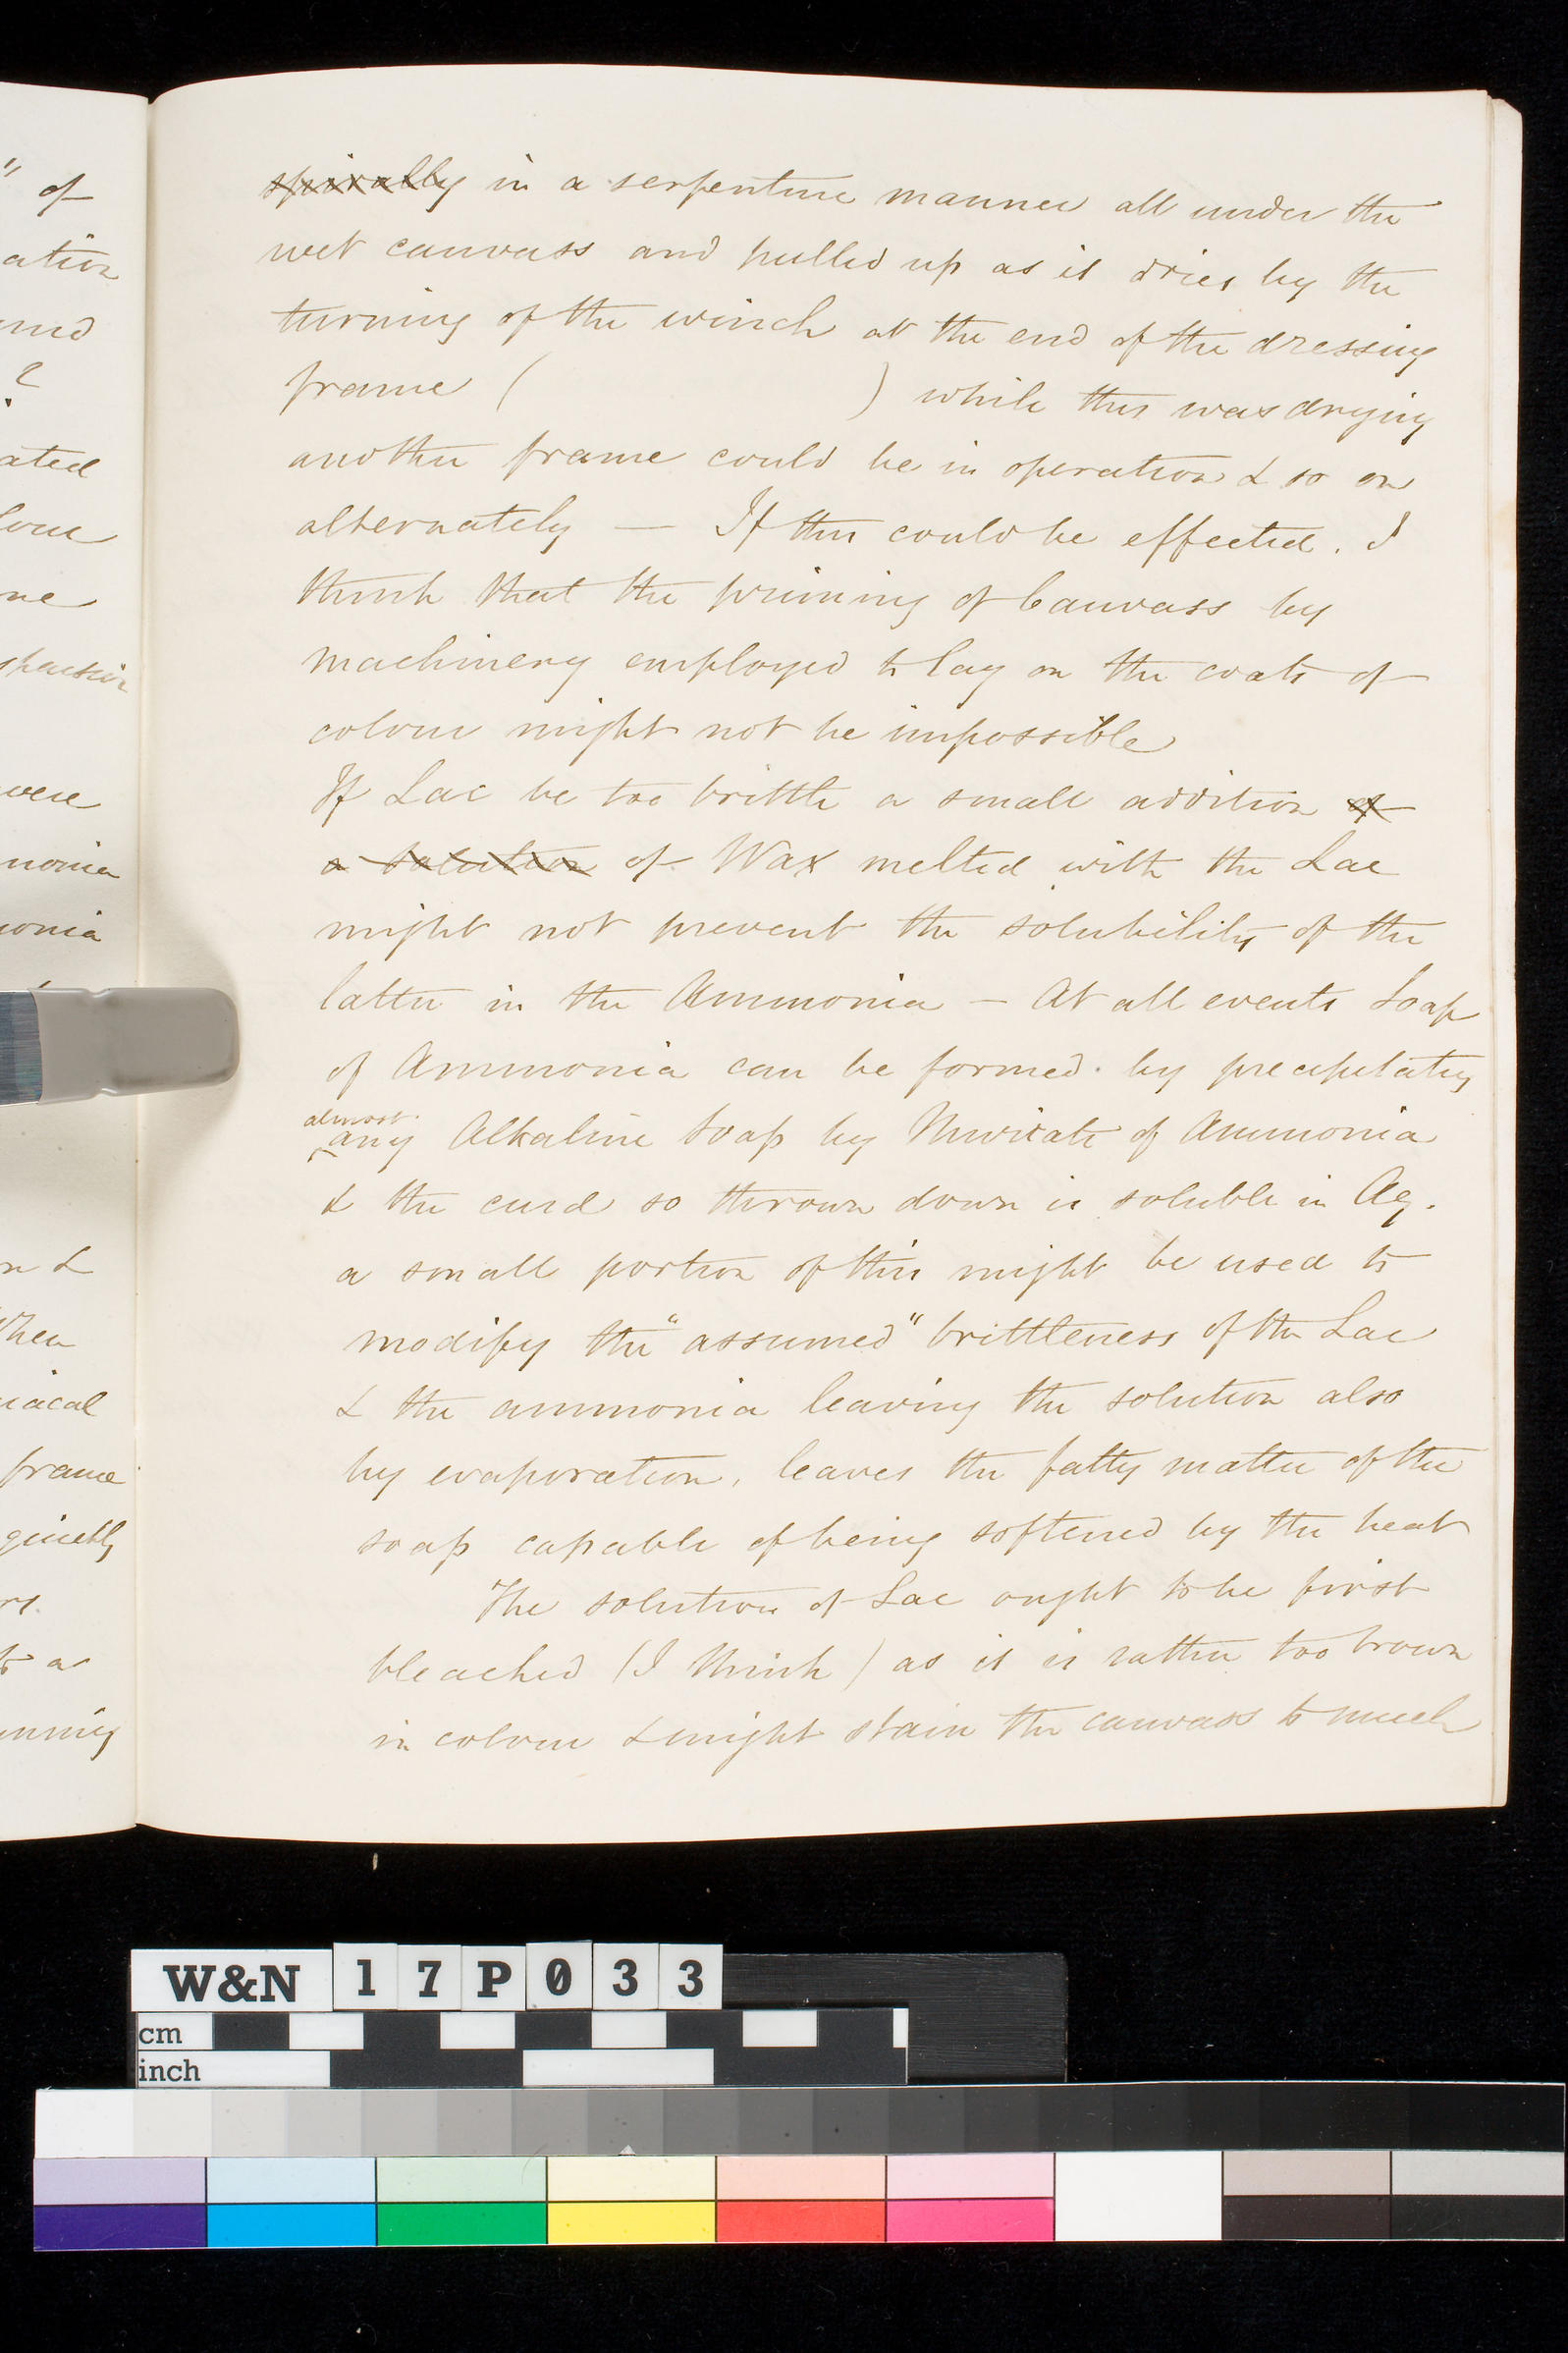 " of
ation
?
ated
me
were
monia
monia
n &
When
iacal
frame
quickly
to a
spirally in a serpentine manner all under the
wet canvass and pulled up as it dries by the
turning of the winch at the end of the dressing
frame ( ) while this was drying
another frame could be in operation & so on
alternately — If this could be effected. I
think that the priming of Canvass by
machinery employed to lay on the coats of
colour might not be impossible
If Lac be too brittle a small addition of
a solution of Wax melted with the Lac
might not prevent the solubility of the
latter in the Ammonia — At all events Soap
of Ammonia can be formed. by precipitating
almost
any Alkaline Soap by Muriate of Ammonia
& the curd so thrown down is soluble in Aq.
a small portion of this might be used to
modify the "assumed" brittleness of the Lac
& the ammonia leaving the solution also
by evaporation, leaves the fatty matter of the
soap capable of being softened by the heat
The solution of Lac ought to be first
bleached (I think) as it is rather too brown
in colour & might stain the canvass to much
W&N 17P033
cm
inch